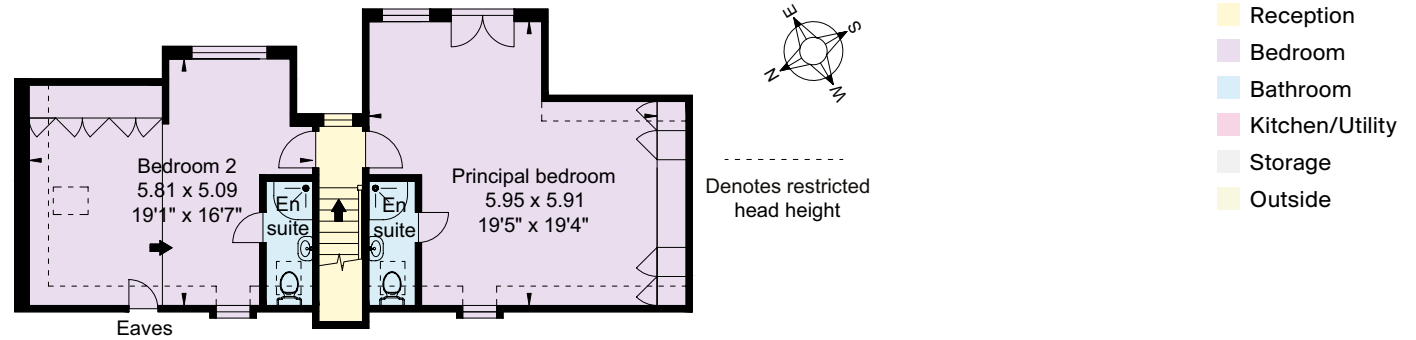 Bedroom 2
5.81 x 5.09
19'1" x 16'7"
En
suite
En
suite
Principal bedroom
5.95 x 5.91
19'5" x 19'4"
Eaves
E
S
N
W
Denotes restricted
head height
Reception
Bedroom
Bathroom
Kitchen/Utility
Storage
Outside